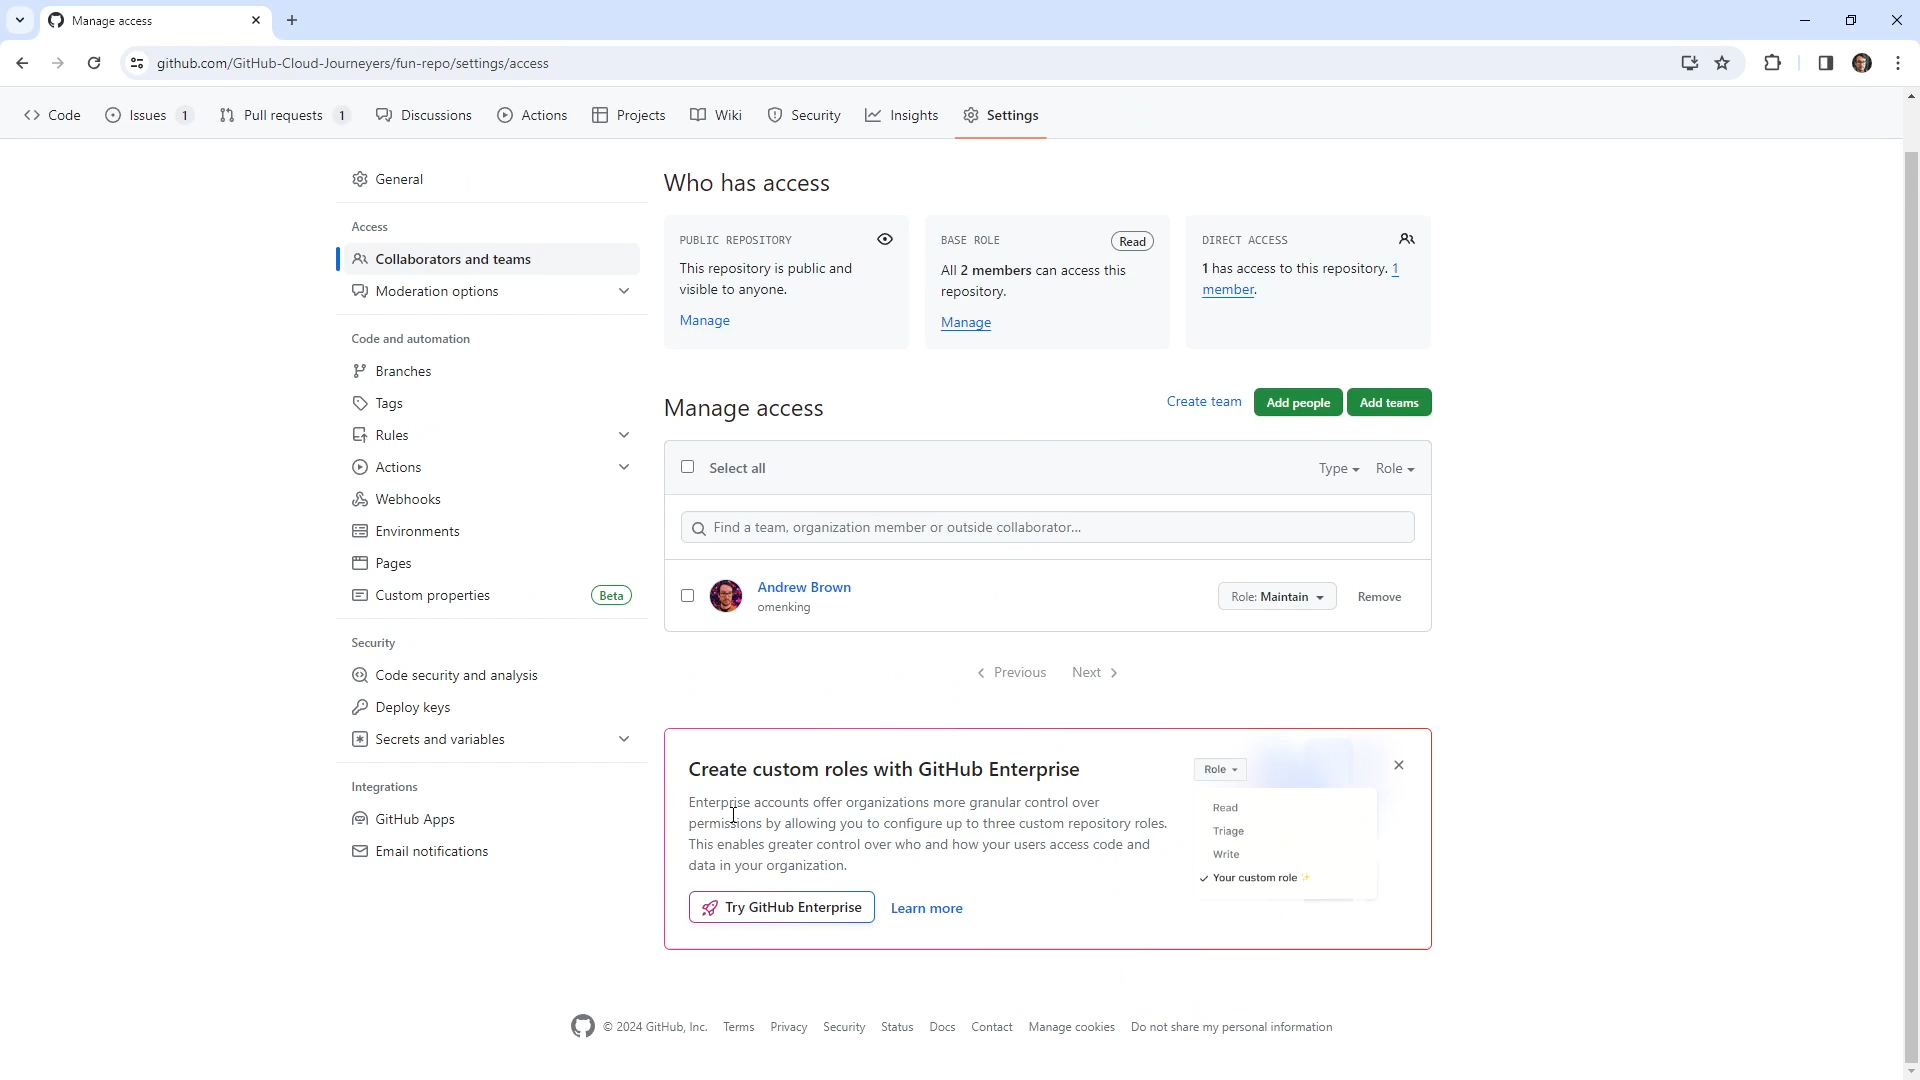 Manage access
github.com/GitHub-Cloud-Journeyers/fun-repo/settings/access
Code
Issues 1
Pull requests 1
Discussions
Actions
Projects
Wiki
Security
Insights
Settings
General
Access
Collaborators and teams
Moderation options
Code and automation
Branches
Tags
Rules
Actions
Webhooks
Environments
Pages
Custom properties Beta
Security
Code security and analysis
Deploy keys
Secrets and variables
Integrations
GitHub Apps
Email notifications
Who has access
PUBLIC REPOSITORY
This repository is public and
visible to anyone.
Manage
BASE ROLE Read
All 2 members can access this
repository.
Manage
DIRECT ACCESS
1 has access to this repository. 1
member.
Manage access
Create team
Add people
Add teams
Select all
Type
Role
Find a team, organization member or outside collaborator...
Andrew Brown
omenking
Role: Maintain
Remove
Previous
Next
Create custom roles with GitHub Enterprise
Enterprise accounts offer organizations more granular control over
permissions by allowing you to configure up to three custom repository roles.
This enables greater control over who and how your users access code and
data in your organization.
Try GitHub Enterprise
Learn more
Role
Read
Triage
Write
Your custom role
© 2024 GitHub, Inc.
Terms
Privacy
Security
Status
Docs
Contact
Manage cookies
Do not share my personal information